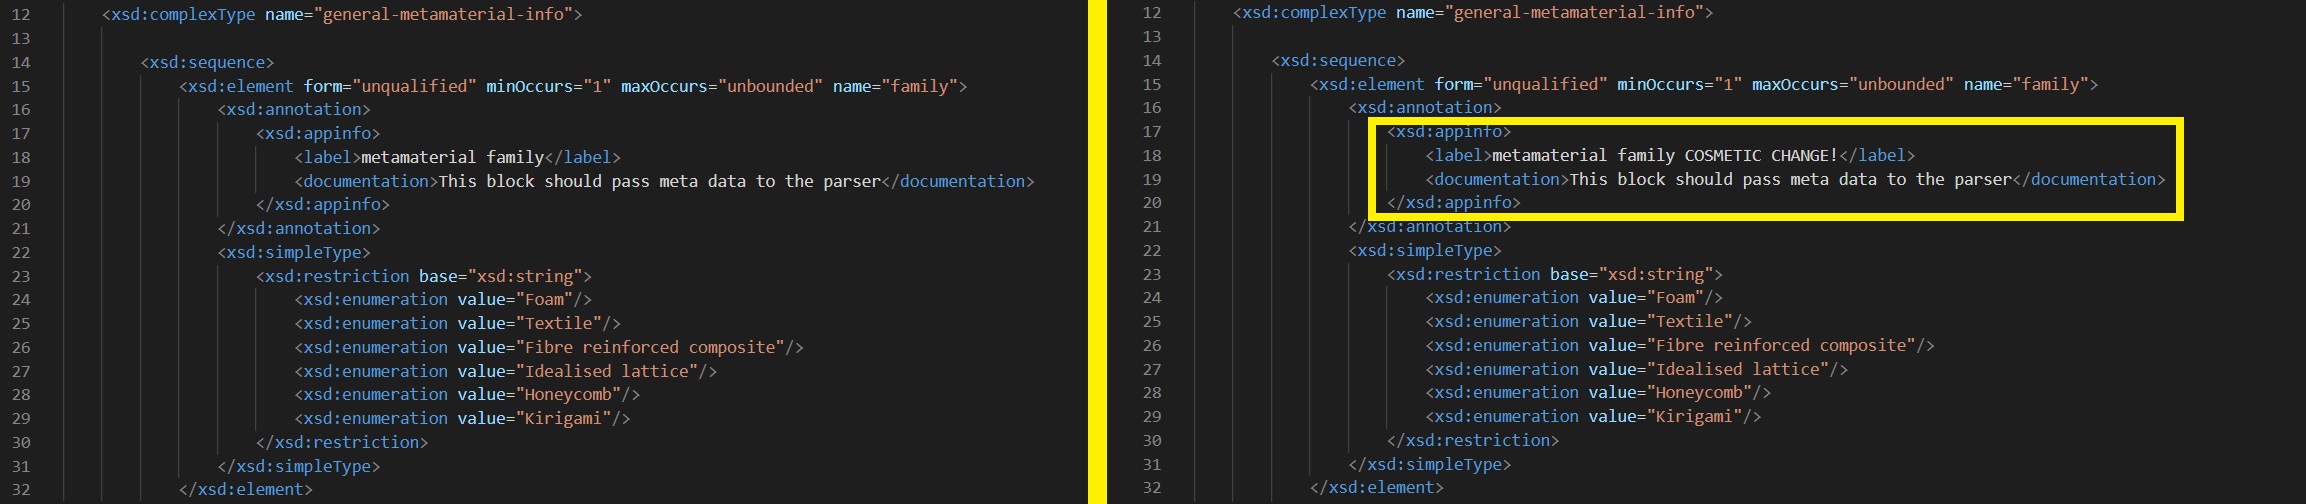 12 <xsd:complexType name="general-metamaterial-info">
13
14 <xsd:sequence>
15 <xsd:element form="unqualified" minOccurs="1" maxOccurs="unbounded" name="family">
16 <xsd:annotation>
17 <xsd:appinfo>
18 <label>metamaterial family</label>
19 <documentation>This block should pass meta data to the parser</documentation>
20 </xsd:appinfo>
21 </xsd:annotation>
22 <xsd:simpleType>
23 <xsd:restriction base="xsd:string">
24 <xsd:enumeration value="Foam"/>
25 <xsd:enumeration value="Textile"/>
26 <xsd:enumeration value="Fibre reinforced composite"/>
27 <xsd:enumeration value="Idealised lattice"/>
28 <xsd:enumeration value="Honeycomb"/>
29 <xsd:enumeration value="Kirigami"/>
30 </xsd:restriction>
31 </xsd:simpleType>
32 </xsd:element>
12 <xsd:complexType name="general-metamaterial-info">
13
14 <xsd:sequence>
15 <xsd:element form="unqualified" minOccurs="1" maxOccurs="unbounded" name="family">
16 <xsd:annotation>
17 <xsd:appinfo>
18 <label>metamaterial family COSMETIC CHANGE!</label>
19 <documentation>This block should pass meta data to the parser</documentation>
20 </xsd:appinfo>
21 </xsd:annotation>
22 <xsd:simpleType>
23 <xsd:restriction base="xsd:string">
24 <xsd:enumeration value="Foam"/>
25 <xsd:enumeration value="Textile"/>
26 <xsd:enumeration value="Fibre reinforced composite"/>
27 <xsd:enumeration value="Idealised lattice"/>
28 <xsd:enumeration value="Honeycomb"/>
29 <xsd:enumeration value="Kirigami"/>
30 </xsd:restriction>
31 </xsd:simpleType>
32 </xsd:element>